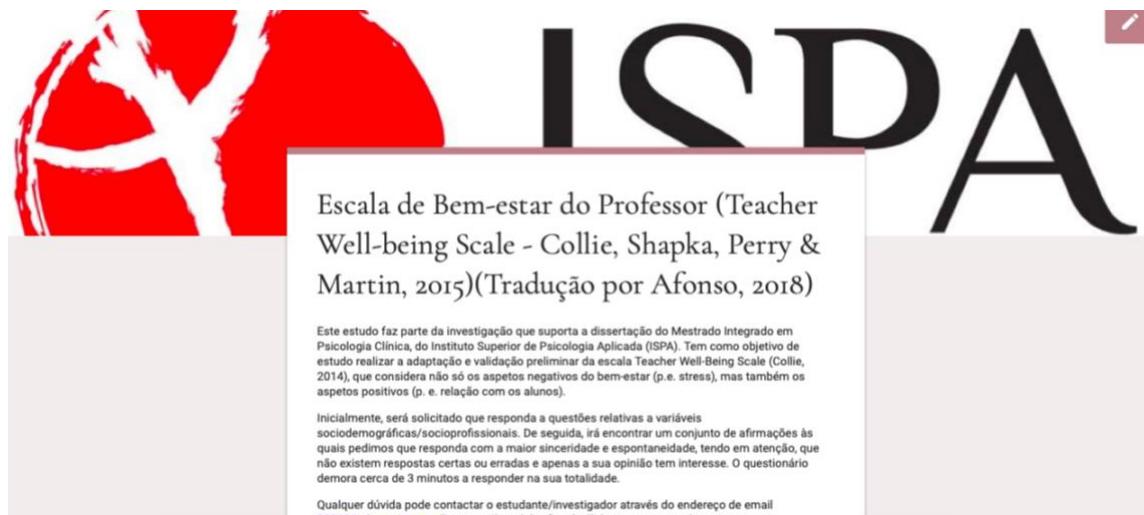 ISPA
Escala de Bem-estar do Professor (Teacher
Well-being Scale - Collie, Shapka, Perry &
Martin, 2015)(Tradução por Afonso, 2018)
Este estudo faz parte da investigação que suporta a dissertação do Mestrado Integrado em
Psicologia Clínica, do Instituto Superior de Psicologia Aplicada (ISPA). Tem como objetivo de
estudo realizar a adaptação e validação preliminar da escala Teacher Well-Being Scale (Collie,
2014), que considera não só os aspetos negativos do bem-estar (p.e. stress), mas também os
aspetos positivos (p. e. relação com os alunos).
Inicialmente, será solicitado que responda a questões relativas a variáveis
sociodemográficas/socioprofissionais. De seguida, irá encontrar um conjunto de afirmações às
quais pedimos que responda com a maior sinceridade e espontaneidade, tendo em atenção, que
não existem respostas certas ou erradas e apenas a sua opinião tem interesse. O questionário
demora cerca de 3 minutos a responder na sua totalidade.
Qualquer dúvida pode contactar o estudante/investigador através do endereço de email